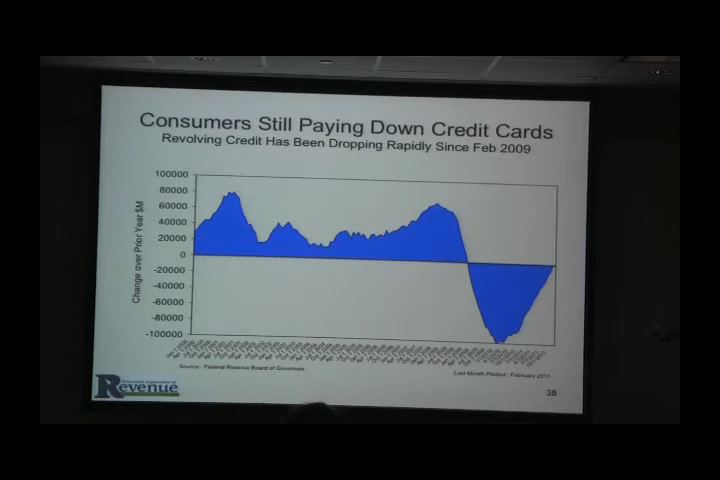 Consumers Still Paying Down Credit Cards
Revolving Credit Has Been Dropping Rapidly Since Feb 2009
Change over Prior Year $M
100000
80000
60000
40000
20000
0
-20000
-40000
-60000
-80000
-100000
Source: Federal Reserve Board of Governors
Last Month Plotted: February 2011
Revenue
38